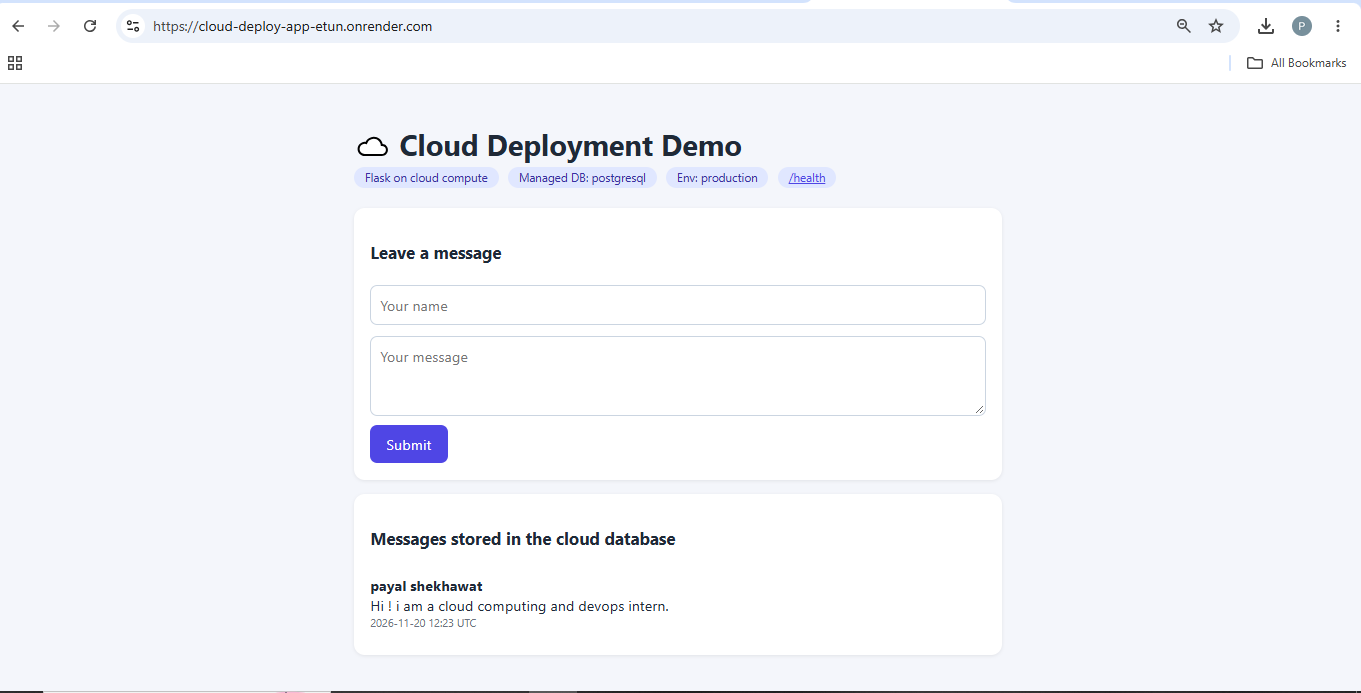 https://cloud-deploy-app-etun.onrender.com
P
All Bookmarks
Cloud Deployment Demo
Flask on cloud compute Managed DB: postgresql Env: production /health
Leave a message
Your name
Your message
Submit
Messages stored in the cloud database
payal shekhawat
Hi ! i am a cloud computing and devops intern.
2026-11-20 12:23 UTC